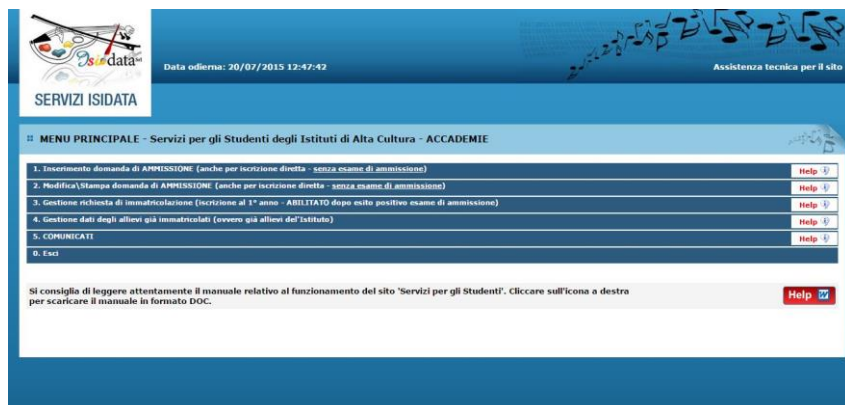 Isidata
SERVIZI ISIDATA
Data odierna: 20/07/2015 12:47:42
Assistenza tecnica per il sito
MENU PRINCIPALE - Servizi per gli Studenti degli Istituti di Alta Cultura - ACCADEMIE
1. Inserimento domanda di AMMISSIONE (anche per iscrizione diretta - senza esame di ammissione)
Help
2. Modifica\Stampa domanda di AMMISSIONE (anche per iscrizione diretta - senza esame di ammissione)
Help
3. Gestione richiesta di immatricolazione (iscrizione al 1° anno - ABILITATO dopo esito positivo esame di ammissione)
Help
4. Gestione dati degli allievi già immatricolati (ovvero già allievi del'Istituto)
Help
5. COMUNICATI
Help
0. Esci
Si consiglia di leggere attentamente il manuale relativo al funzionamento del sito 'Servizi per gli Studenti'. Cliccare sull'icona a destra
per scaricare il manuale in formato DOC.
Help